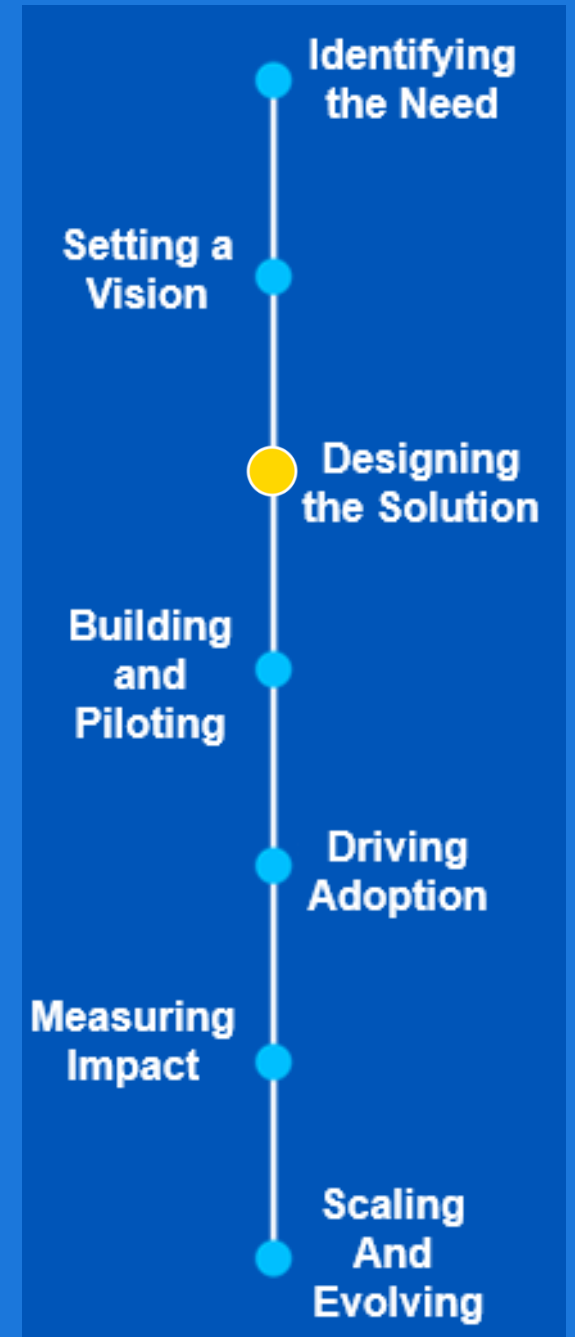 Identifying
the Need
Setting a
Vision
Designing
the Solution
Building
and
Piloting
Driving
Adoption
Measuring
Impact
Scaling
And
Evolving